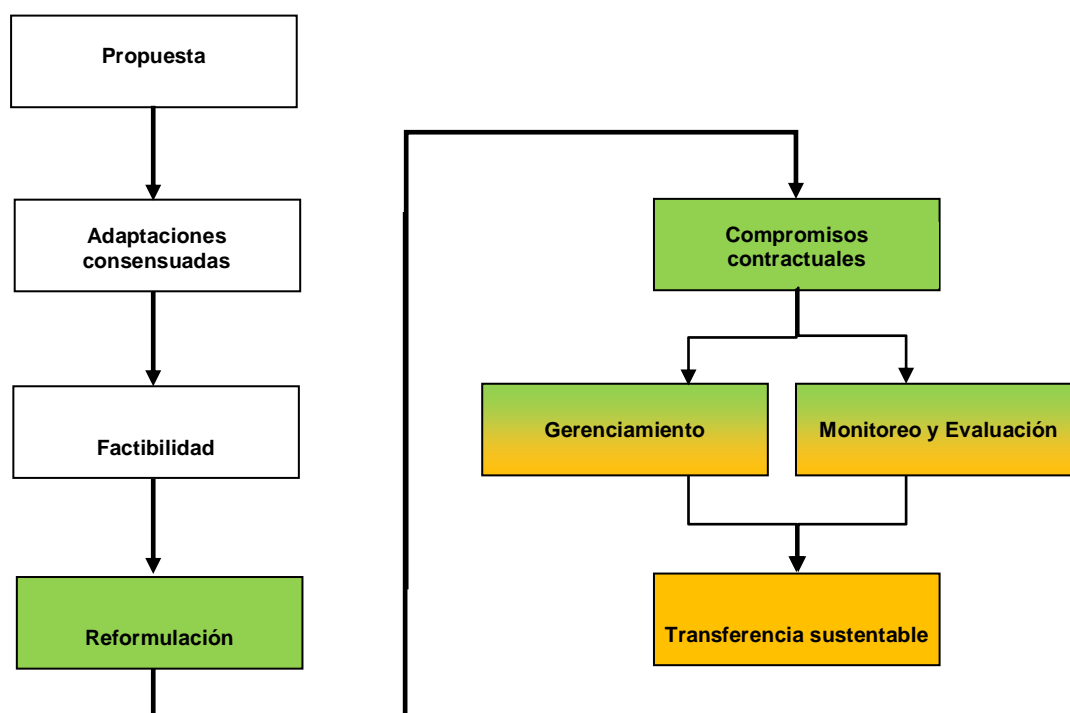 Propuesta
Adaptaciones
consensuadas
Factibilidad
Reformulación
Compromisos
contractuales
Gerenciamiento
Monitoreo y Evaluación
Transferencia sustentable